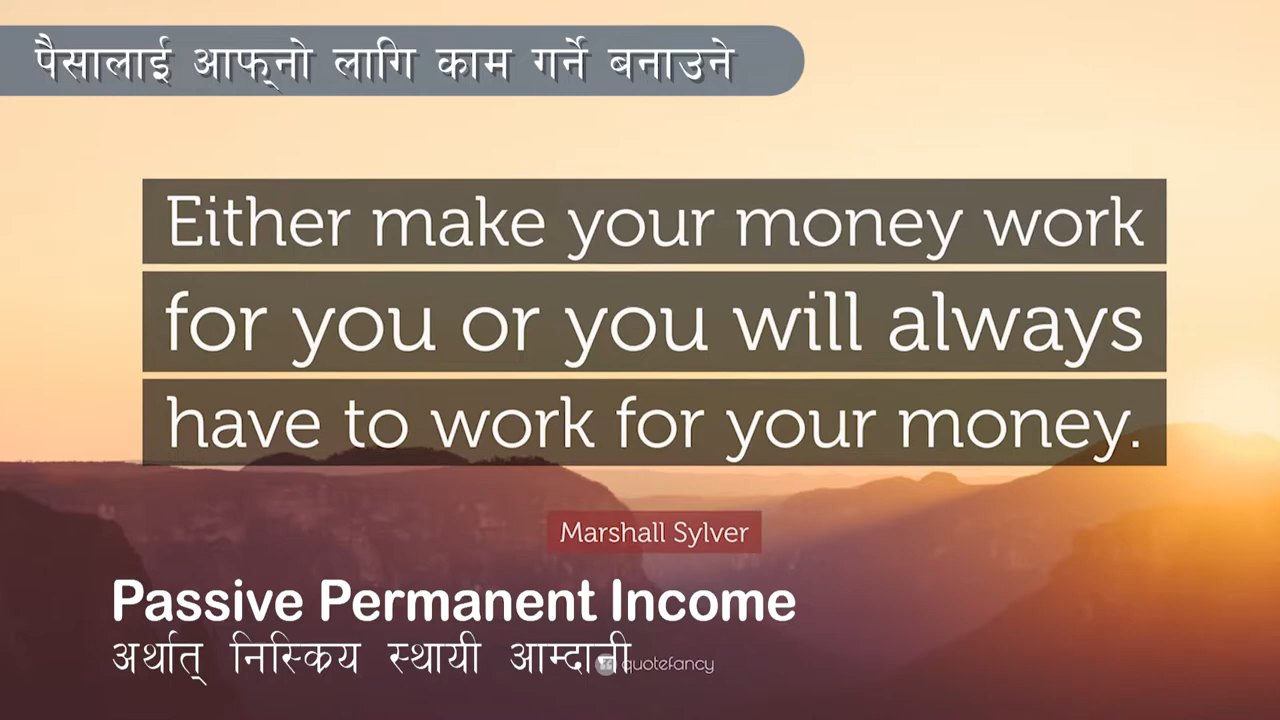 पैसालाई आफ्नो लागि काम गर्ने बनाउने
Either make your money work
for you or you will always
have to work for your money.
Marshall Sylver
Passive Permanent Income
अर्थात् निस्क्रिय स्थायी आम्दानी
quotefancy